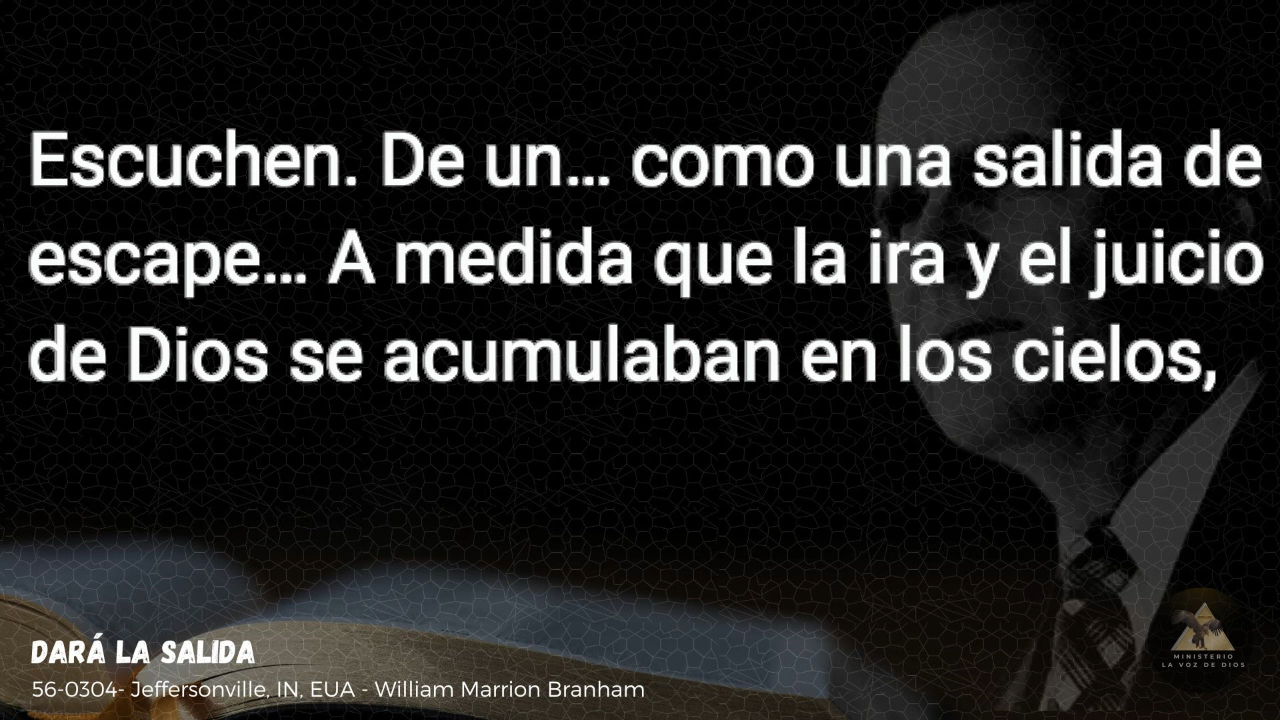 Escuchen. De un... como una salida de
escape... A medida que la ira y el juicio
de Dios se acumulaban en los cielos,
DARÁ LA SALIDA
56-0304- Jeffersonville, IN, EUA - William Marrion Branham
MINISTERIO
LA VOZ DE DIOS